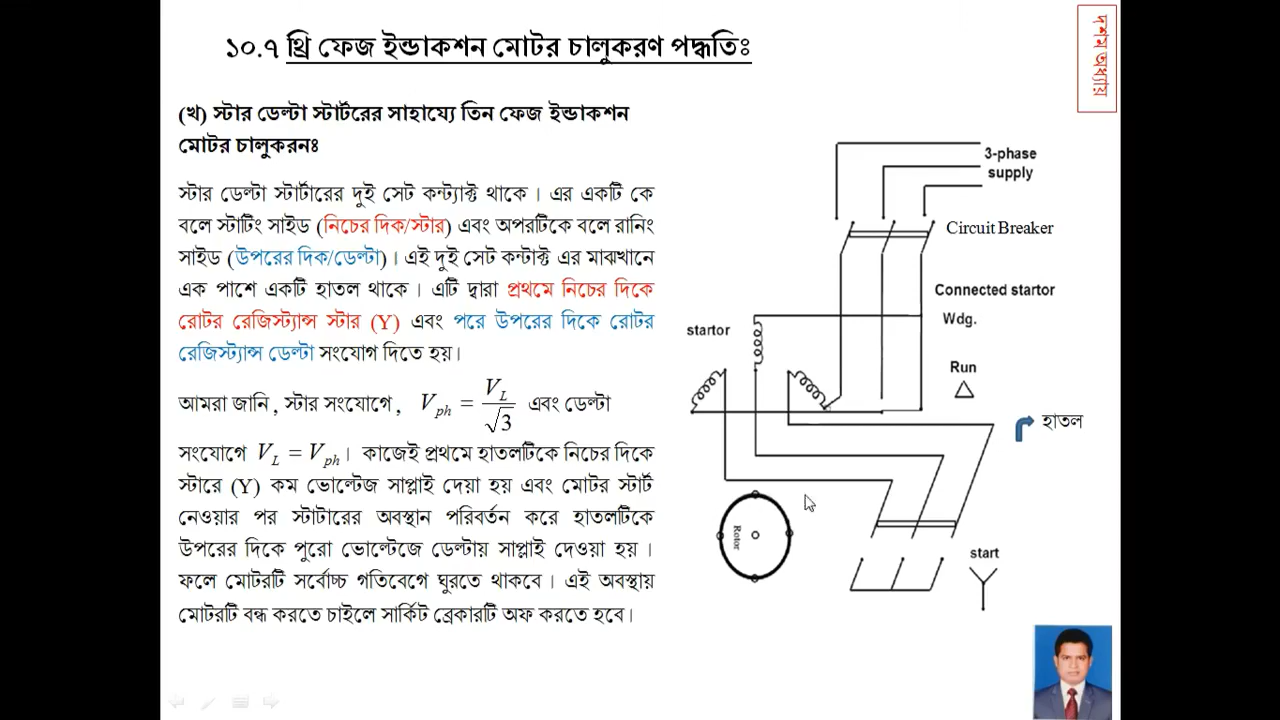 ১০.৭ থ্রি ফেজ ইন্ডাকশন মোটর চালুকরণ পদ্ধতিঃ
দশম অধ্যায়
(খ) স্টার ডেল্টা স্টার্টরের সাহায্যে তিন ফেজ ইন্ডাকশন
মোটর চালুকরনঃ
স্টার ডেল্টা স্টার্টারের দুই সেট কন্ট্যাক্ট থাকে। এর একটি কে
বলে স্টাটিং সাইড (নিচের দিক/স্টার) এবং অপরটিকে বলে রানিং
সাইড (উপরের দিক/ডেল্টা)। এই দুই সেট কন্টাক্ট এর মাঝখানে
এক পাশে একটি হাতল থাকে। এটি দ্বারা প্রথমে নিচের দিকে
রোটর রেজিস্ট্যান্স স্টার (Y) এবং পরে উপরের দিকে রোটর
রেজিস্ট্যান্স ডেল্টা সংযোগ দিতে হয়।
আমরা জানি, স্টার সংযোগে, V_ph = V_L / √3 এবং ডেল্টা
সংযোগে V_L = V_ph। কাজেই প্রথমে হাতলটিকে নিচের দিকে
স্টারে (Y) কম ভোল্টেজ সাপ্লাই দেয়া হয় এবং মোটর স্টার্ট
নেওয়ার পর স্টাটারের অবস্থান পরিবর্তন করে হাতলটিকে
উপরের দিকে পুরো ভোল্টেজে ডেল্টায় সাপ্লাই দেওয়া হয়।
ফলে মোটরটি সর্বোচ্চ গতিবেগে ঘুরতে থাকবে। এই অবস্থায়
মোটরটি বন্ধ করতে চাইলে সার্কিট ব্রেকারটি অফ করতে হবে।
3-phase
supply
Circuit Breaker
Connected startor
Wdg.
startor
Run
হাতল
Rotor
start